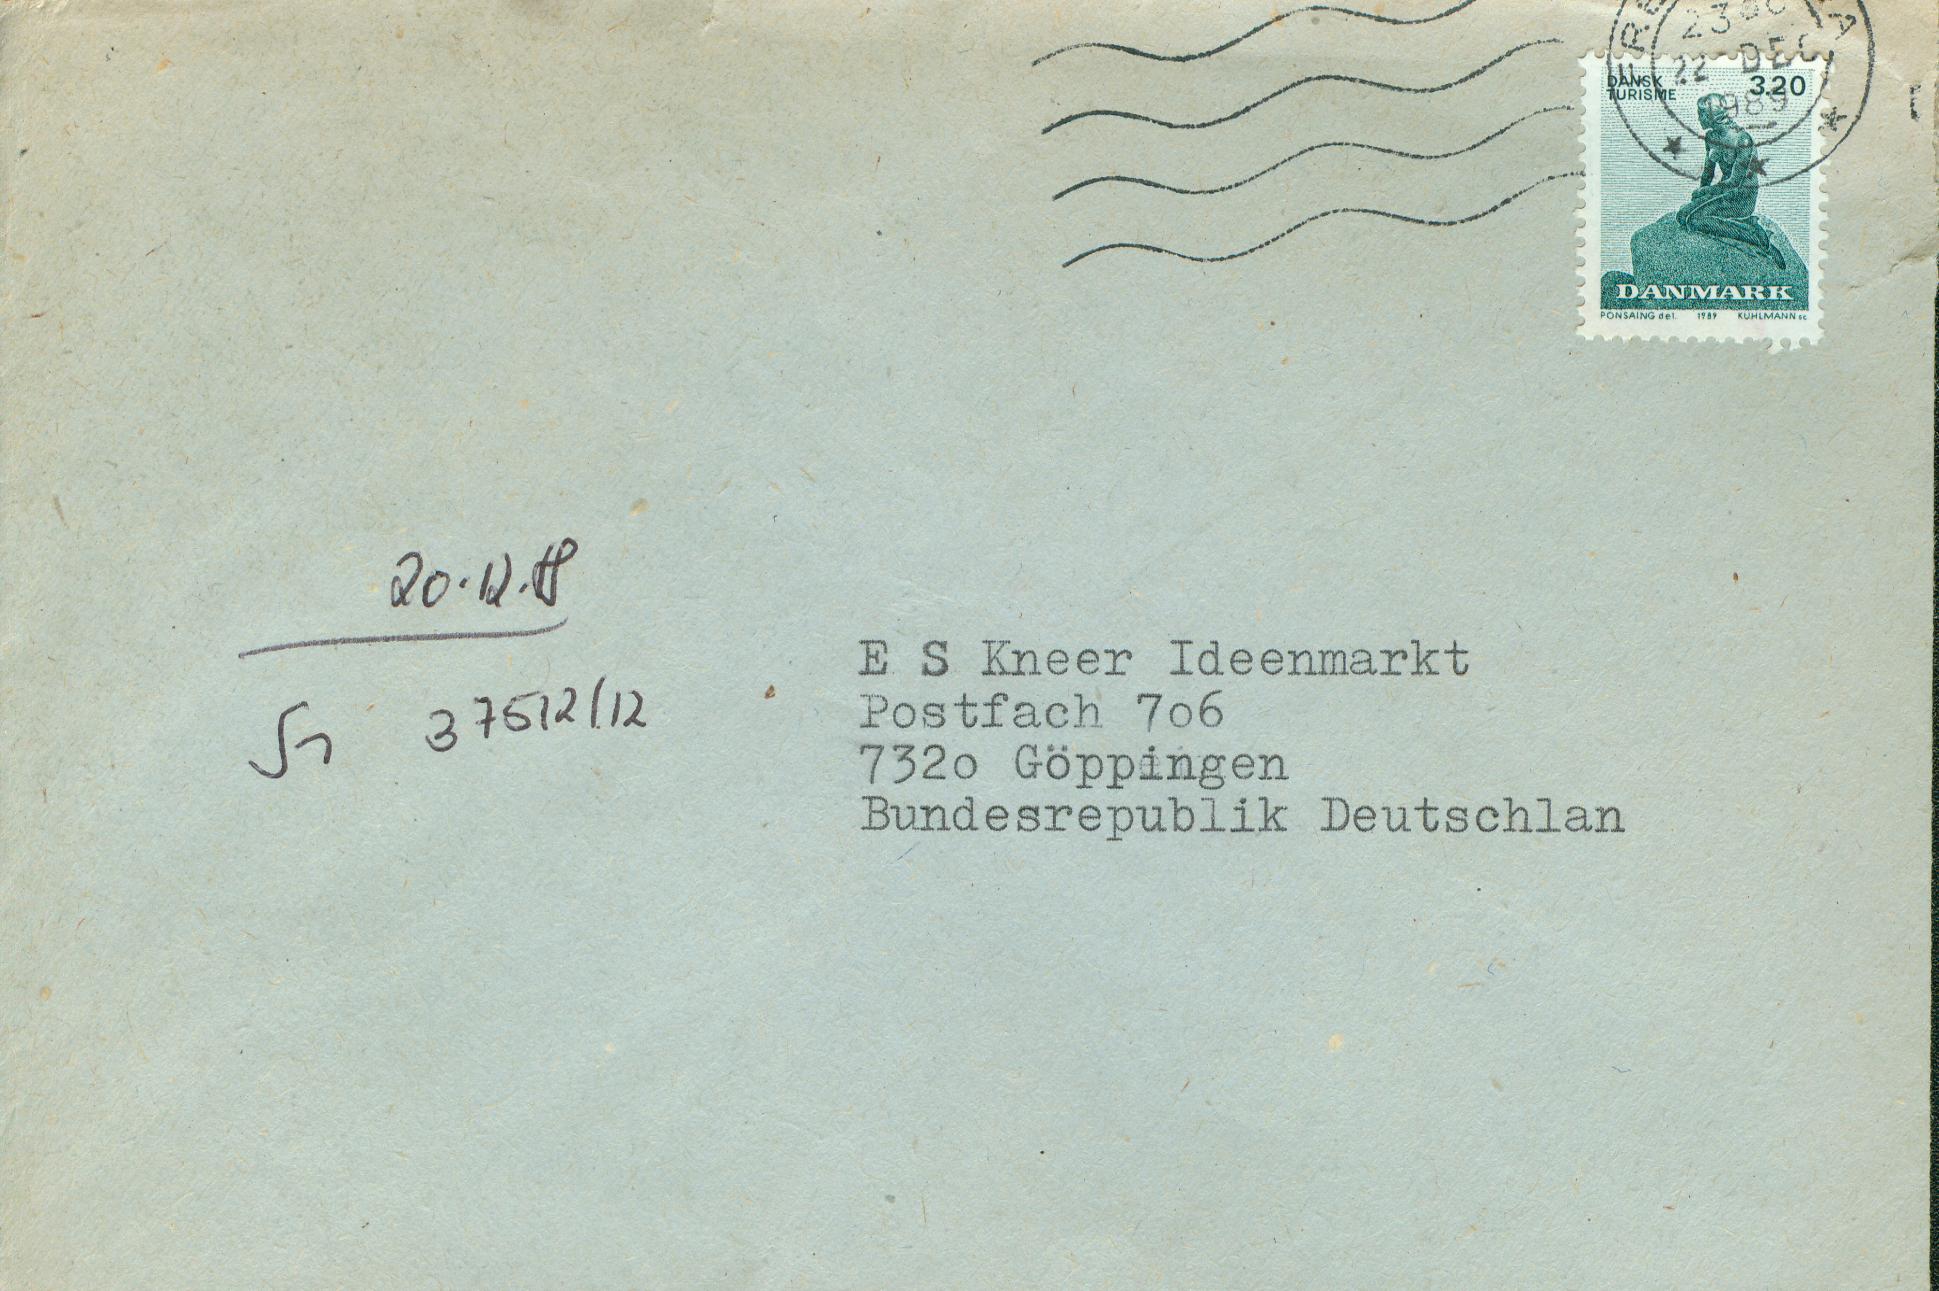 22 DEC
1989
DANSK
TURISME
3.20
DANMARK
PONSAING del. 1989 KUHLMANN sc
20.12.
37512/12
E S Kneer Ideenmarkt
Postfach 7o6
732o Göppingen
Bundesrepublik Deutschlan